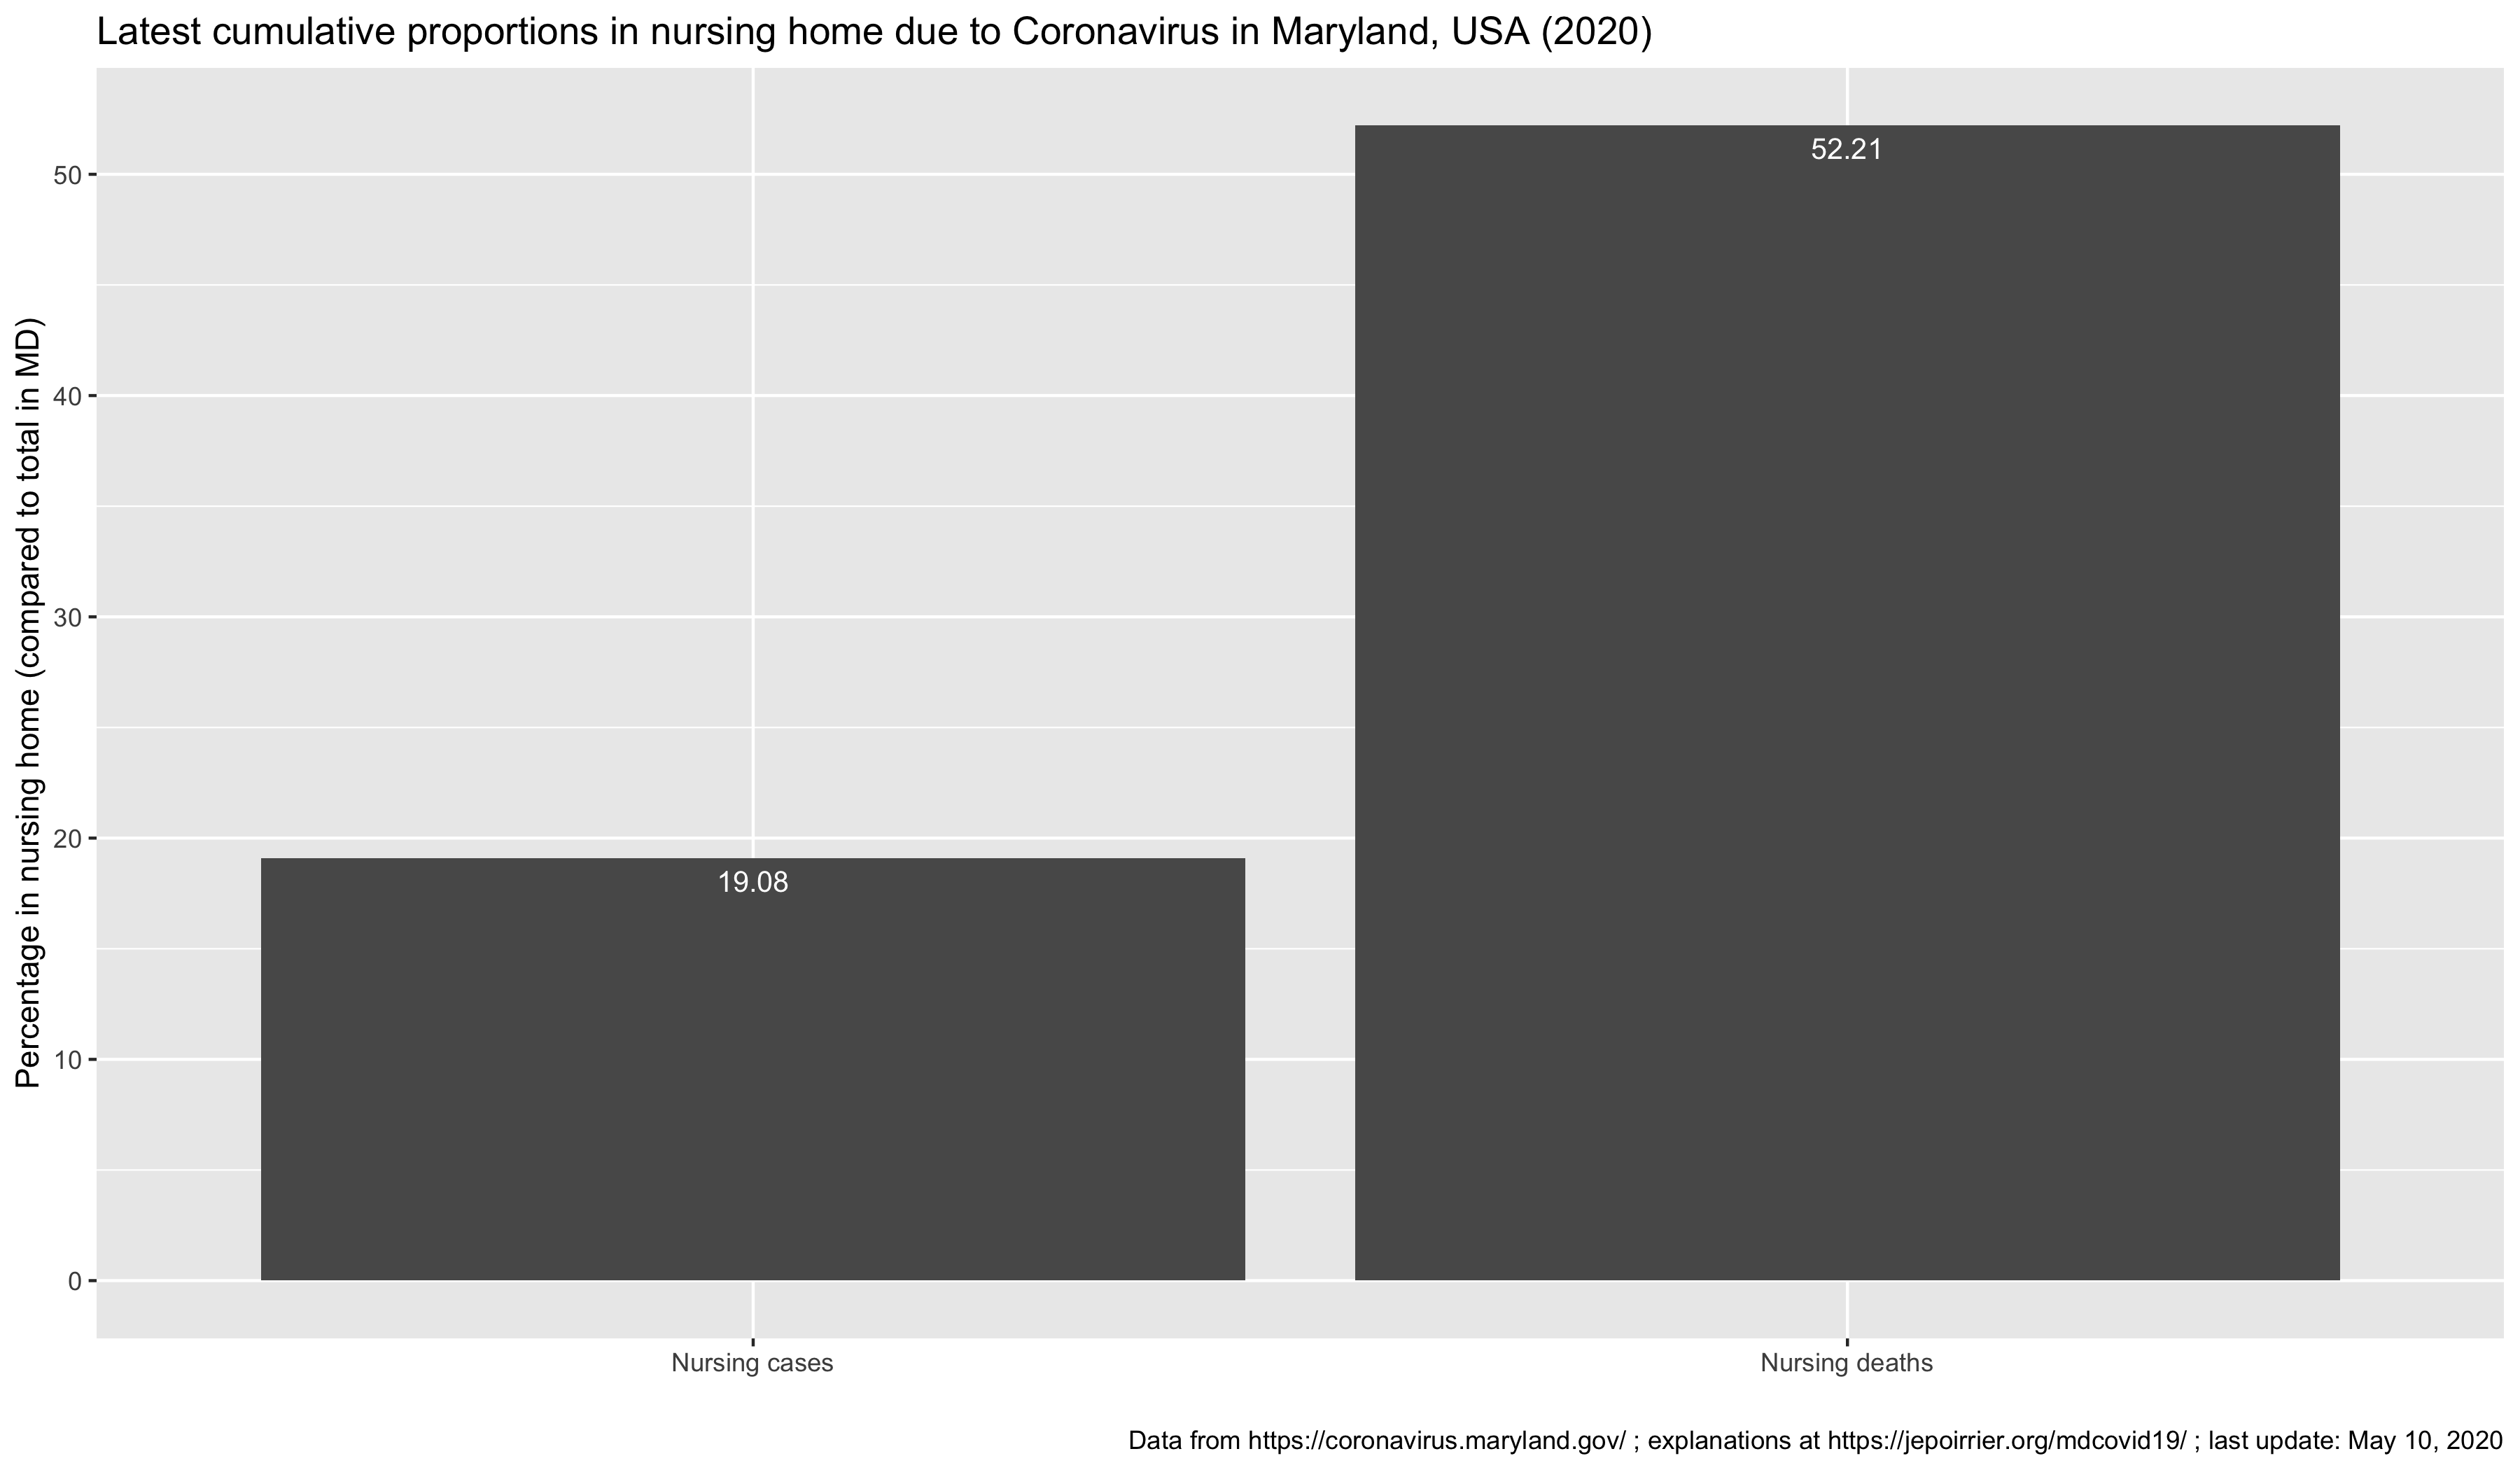 Latest cumulative proportions in nursing home due to Coronavirus in Maryland, USA (2020)
Percentage in nursing home (compared to total in MD)
50
40
30
20
10
0
52.21
19.08
Nursing cases
Nursing deaths
Data from https://coronavirus.maryland.gov/ ; explanations at https://jepoirrier.org/mdcovid19/ ; last update: May 10, 2020